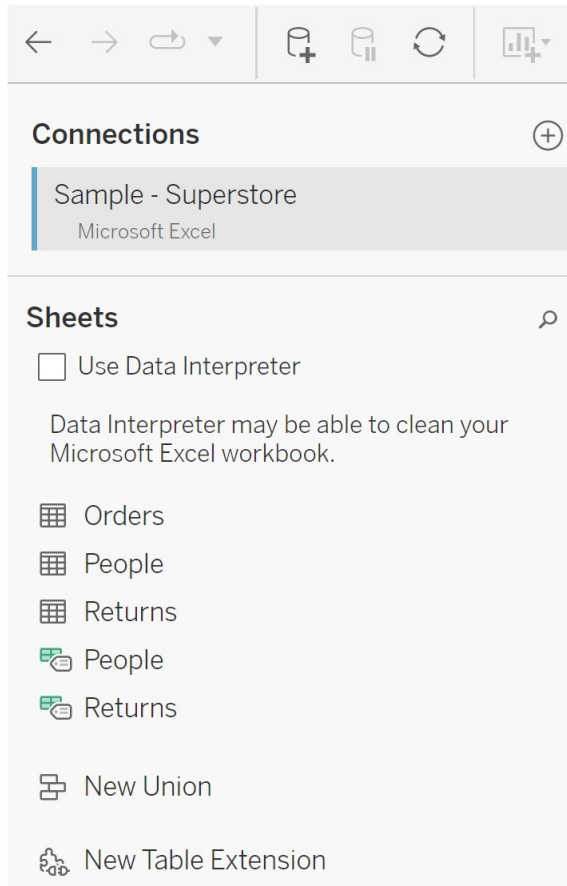 Connections
Sample - Superstore
Microsoft Excel
Sheets
Use Data Interpreter
Data Interpreter may be able to clean your
Microsoft Excel workbook.
Orders
People
Returns
People
Returns
New Union
New Table Extension